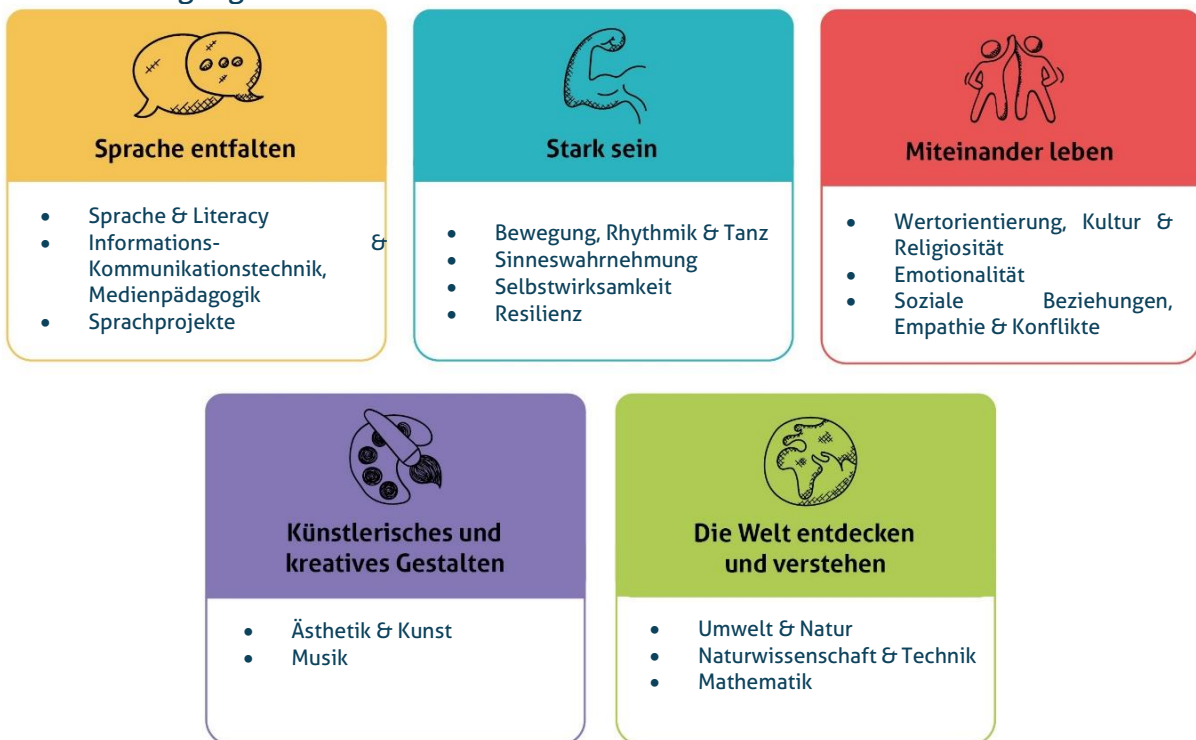 Sprache entfalten
• Sprache & Literacy
• Informations- &
Kommunikationstechnik,
Medienpädagogik
• Sprachprojekte
Stark sein
• Bewegung, Rhythmik & Tanz
• Sinneswahrnehmung
• Selbstwirksamkeit
• Resilienz
Miteinander leben
• Wertorientierung, Kultur &
Religiosität
• Emotionalität
• Soziale Beziehungen,
Empathie & Konflikte
Künstlerisches und
kreatives Gestalten
• Ästhetik & Kunst
• Musik
Die Welt entdecken
und verstehen
• Umwelt & Natur
• Naturwissenschaft & Technik
• Mathematik